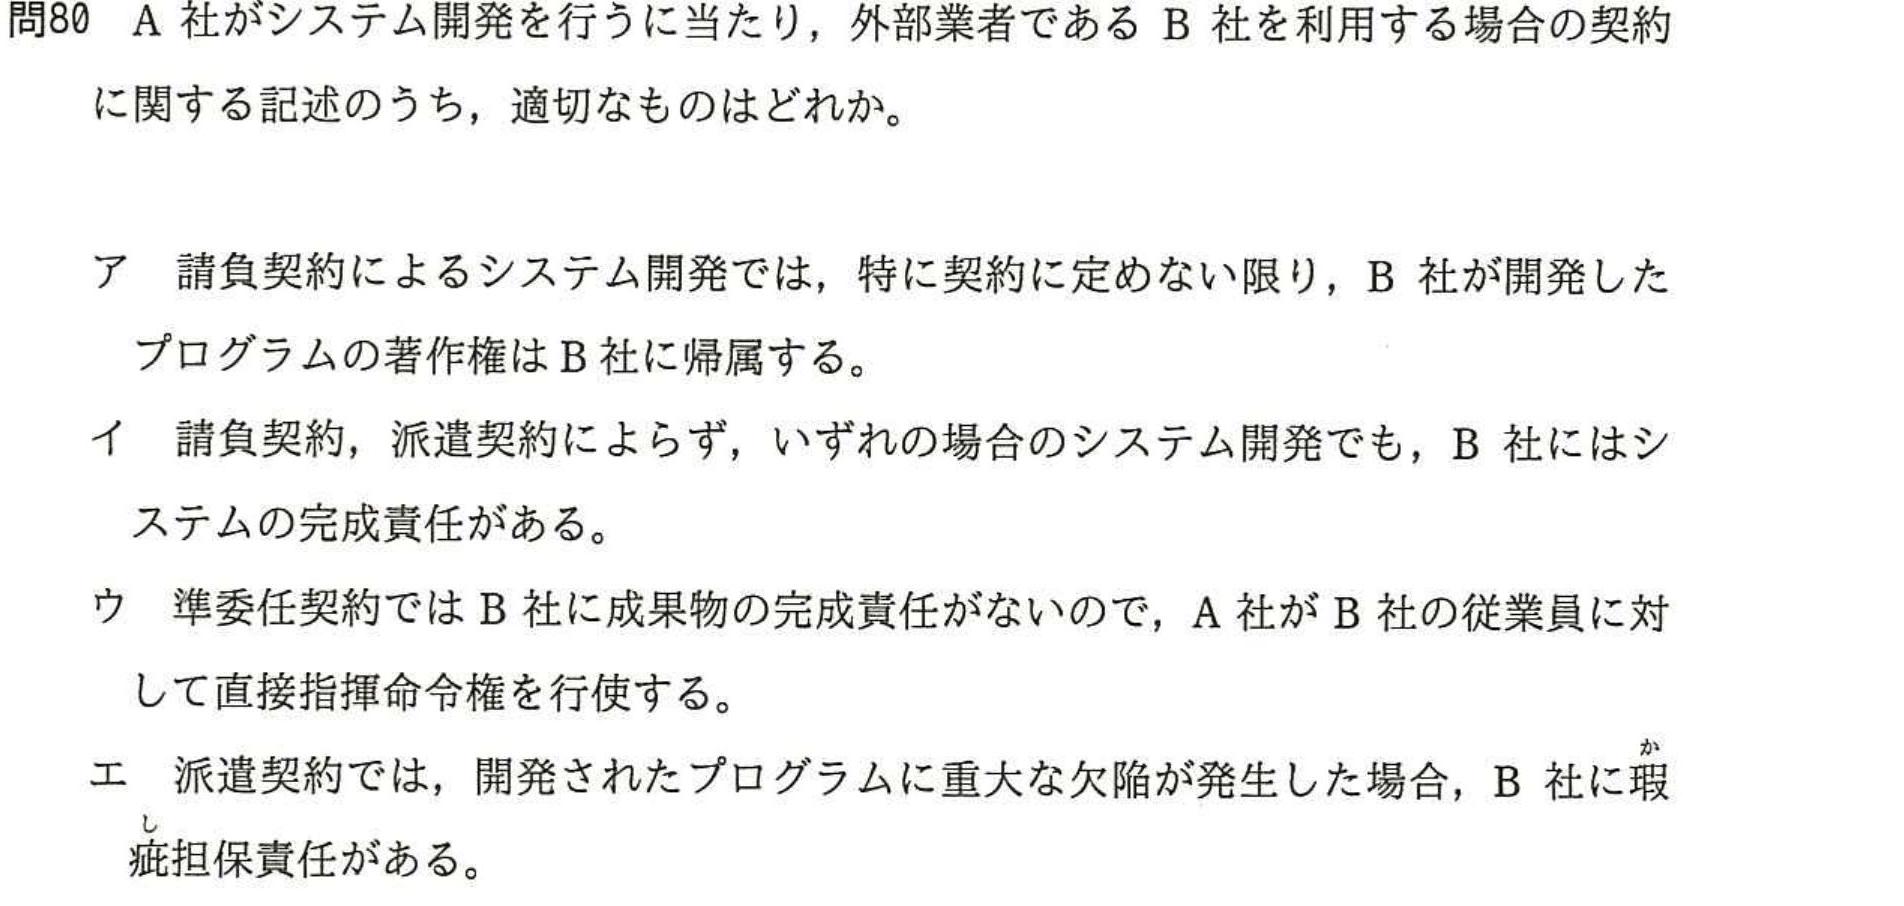 問80 A 社がシステム開発を行うに当たり，外部業者である B 社を利用する場合の契約
に関する記述のうち，適切なものはどれか。
ア 請負契約によるシステム開発では，特に契約に定めない限り，B 社が開発した
プログラムの著作権は B 社に帰属する。
イ 請負契約，派遣契約によらず，いずれの場合のシステム開発でも，B 社にはシ
ステムの完成責任がある。
ウ 準委任契約では B 社に成果物の完成責任がないので，A 社が B 社の従業員に対
して直接指揮命令権を行使する。
か
エ 派遣契約では，開発されたプログラムに重大な欠陥が発生した場合，B 社に瑕
し
疵担保責任がある。